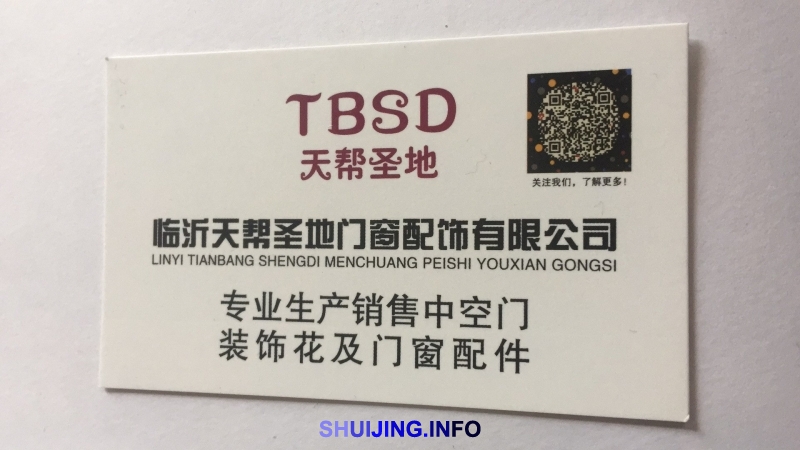 TBSD
天帮圣地
关注我们，了解更多！
临沂天帮圣地门窗配饰有限公司
LINYI TIANBANG SHENGDI MENCHUANG PEISHI YOUXIAN GONGSI
专业生产销售中空门
装饰花及门窗配件
SHUIJING.INFO